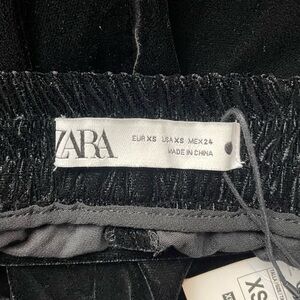 ZARA
EUR XS USA XS MEX 24
MADE IN CHINA
XS